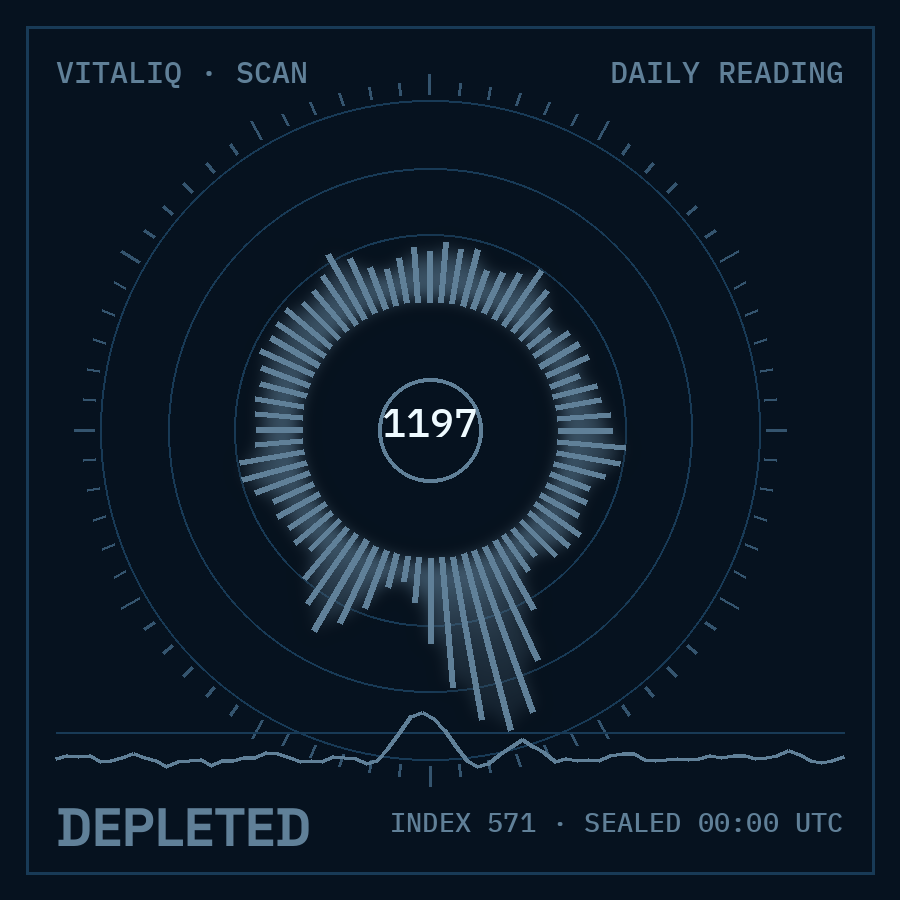 VITALIQ · SCAN
DAILY READING
1197
DEPLETED
INDEX 571 · SEALED 00:00 UTC